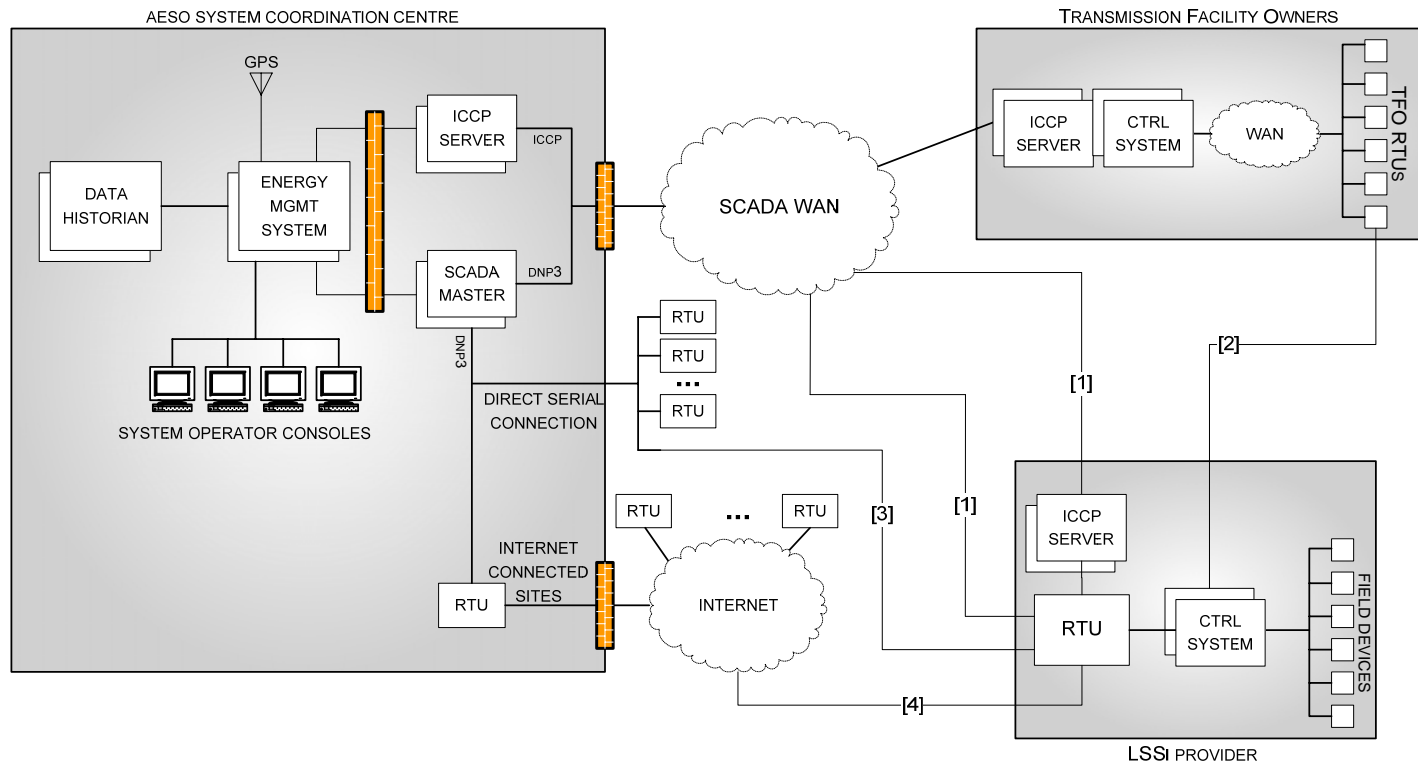 AESO SYSTEM COORDINATION CENTRE
GPS
DATA
HISTORIAN
ENERGY
MGMT
SYSTEM
ICCP
SERVER
ICCP
SCADA
MASTER
DNP3
DNP3
SYSTEM OPERATOR CONSOLES
DIRECT SERIAL
CONNECTION
RTU
RTU
...
RTU
INTERNET
CONNECTED
SITES
RTU
SCADA WAN
RTU
...
RTU
INTERNET
TRANSMISSION FACILITY OWNERS
ICCP
SERVER
CTRL
SYSTEM
WAN
TFO RTUS
[1]
[2]
[1]
[3]
[4]
ICCP
SERVER
RTU
CTRL
SYSTEM
FIELD DEVICES
LSSI PROVIDER